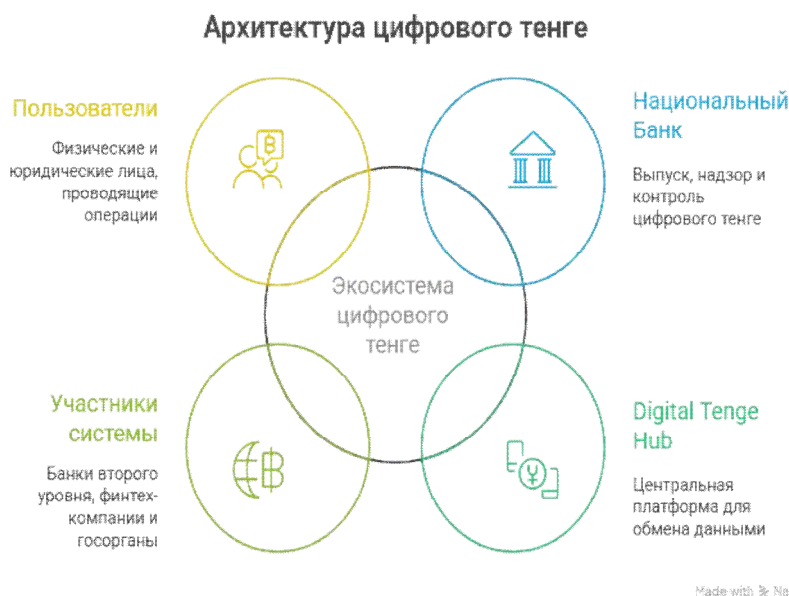 Архитектура цифрового тенге
Пользователи
Физические и
юридические лица,
проводящие
операции
Национальный
Банк
Выпуск, надзор и
контроль
цифрового тенге
Экосистема
цифрового
тенге
Участники
системы
Банки второго
уровня, финтех-
компании и
госорганы
Digital Tenge
Hub
Центральная
платформа для
обмена данными
Made with Na